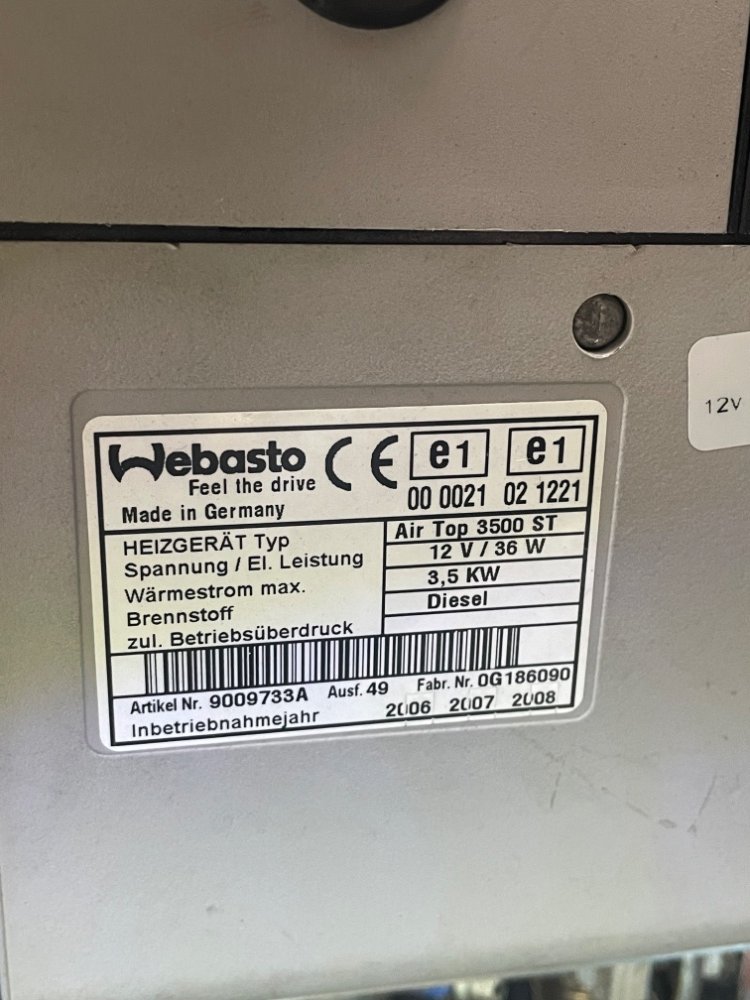 Webasto CE e1 e1
Feel the drive
00 0021 02 1221
Made in Germany
HEIZGERÄT Typ Air Top 3500 ST
Spannung / El. Leistung 12 V / 36 W
Wärmestrom max. 3,5 KW
Brennstoff Diesel
zul. Betriebsüberdruck
Artikel Nr. 9009733A Ausf. 49 Fabr. Nr. 0G186090
Inbetriebnahmejahr 2006 2007 2008
12V